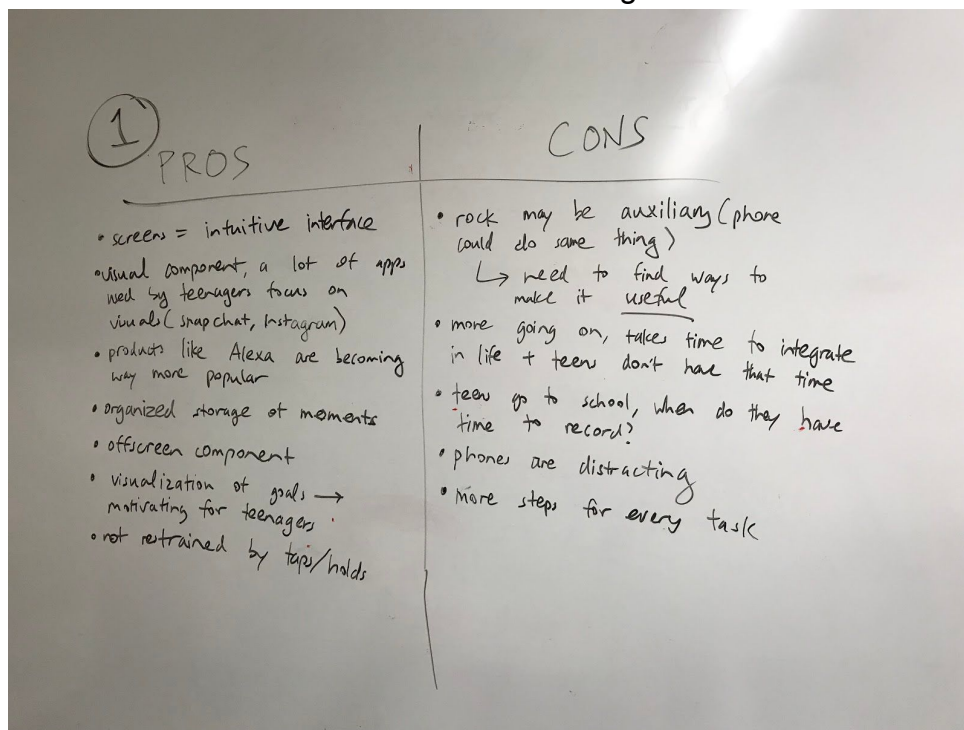 1
PROS
• screens = intuitive interface
• visual component, a lot of apps
used by teenagers focus on
visuals (snapchat, Instagram)
• products like Alexa are becoming
way more popular
• organized storage of moments
• offscreen component
• visualization of goals →
motivating for teenagers
• not restrained by taps/holds
CONS
• rock may be auxiliary (phone
could do same thing)
↳ need to find ways to
make it useful
• more going on, takes time to integrate
in life + teens don't have that time
• teens go to school, when do they have
time to record?
• phones are distracting
• more steps for every task